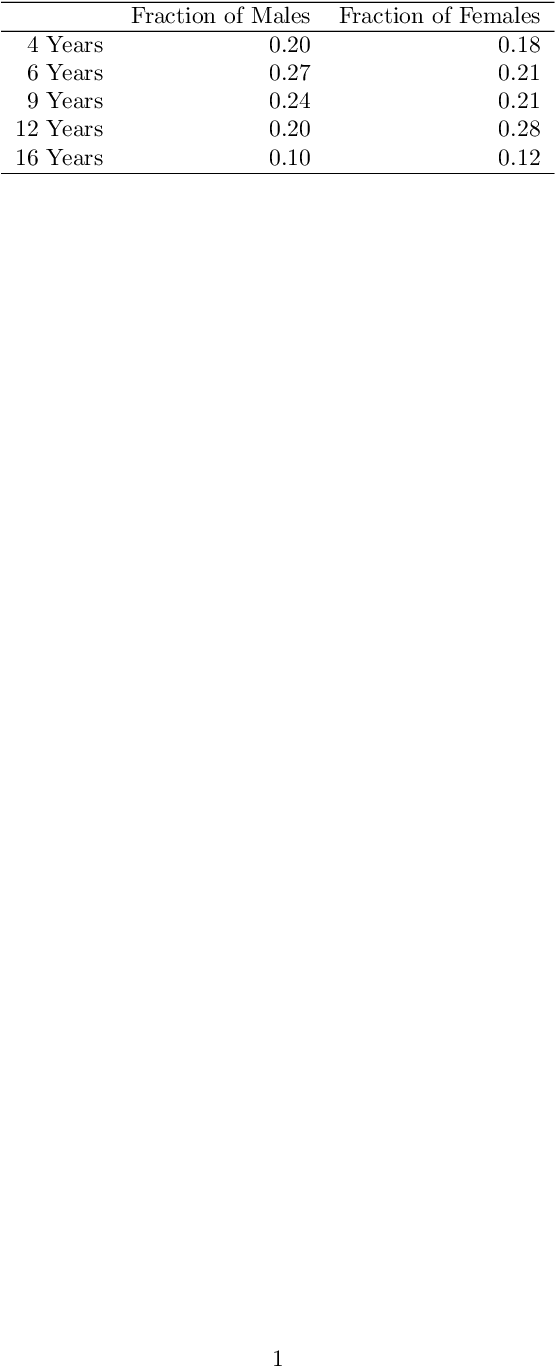 Fraction of Males Fraction of Females
4 Years 0.20 0.18
6 Years 0.27 0.21
9 Years 0.24 0.21
12 Years 0.20 0.28
16 Years 0.10 0.12
1